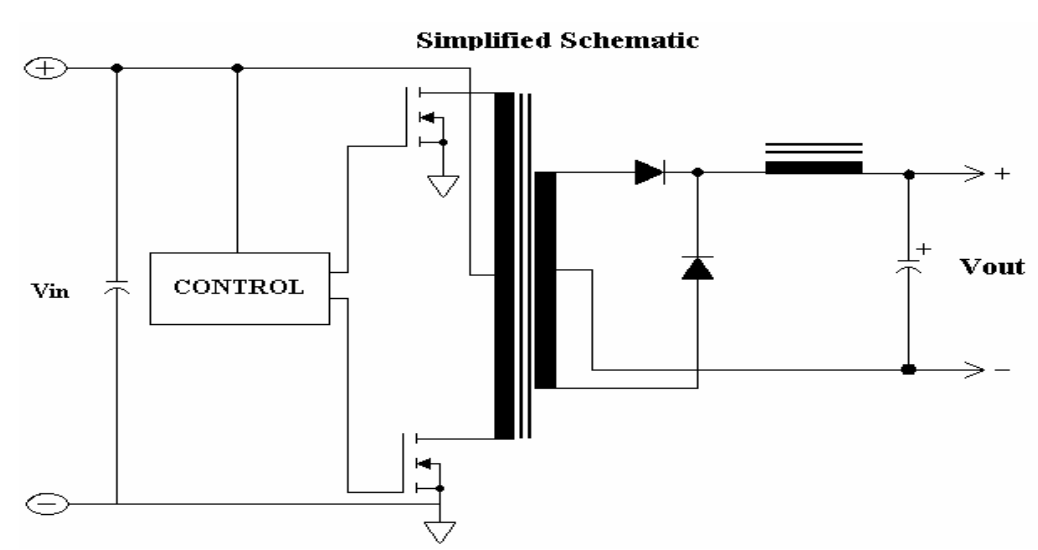 Simplified Schematic
+
CONTROL
Vin
+
+
Vout
−
−